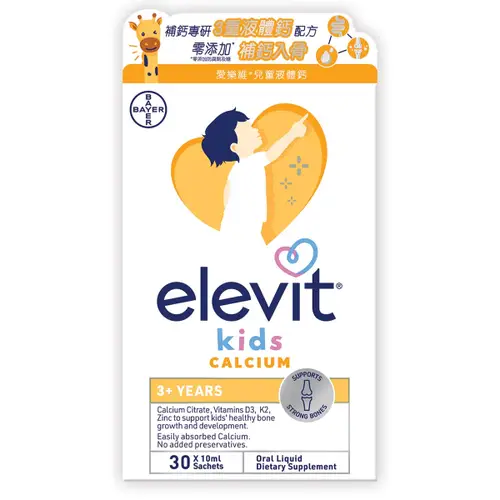 補鈣專研3重液體鈣配方
零添加* 補鈣入骨
愛樂維®兒童液體鈣
BAYER
BAYER
elevit®
kids
CALCIUM
3+ YEARS
Calcium Citrate, Vitamins D3, K2,
Zinc to support kids' healthy bone
growth and development.
Easily absorbed Calcium.
No added preservatives.
SUPPORTS
STRONG BONES
30 X 10ml
Sachets
Oral Liquid
Dietary Supplement